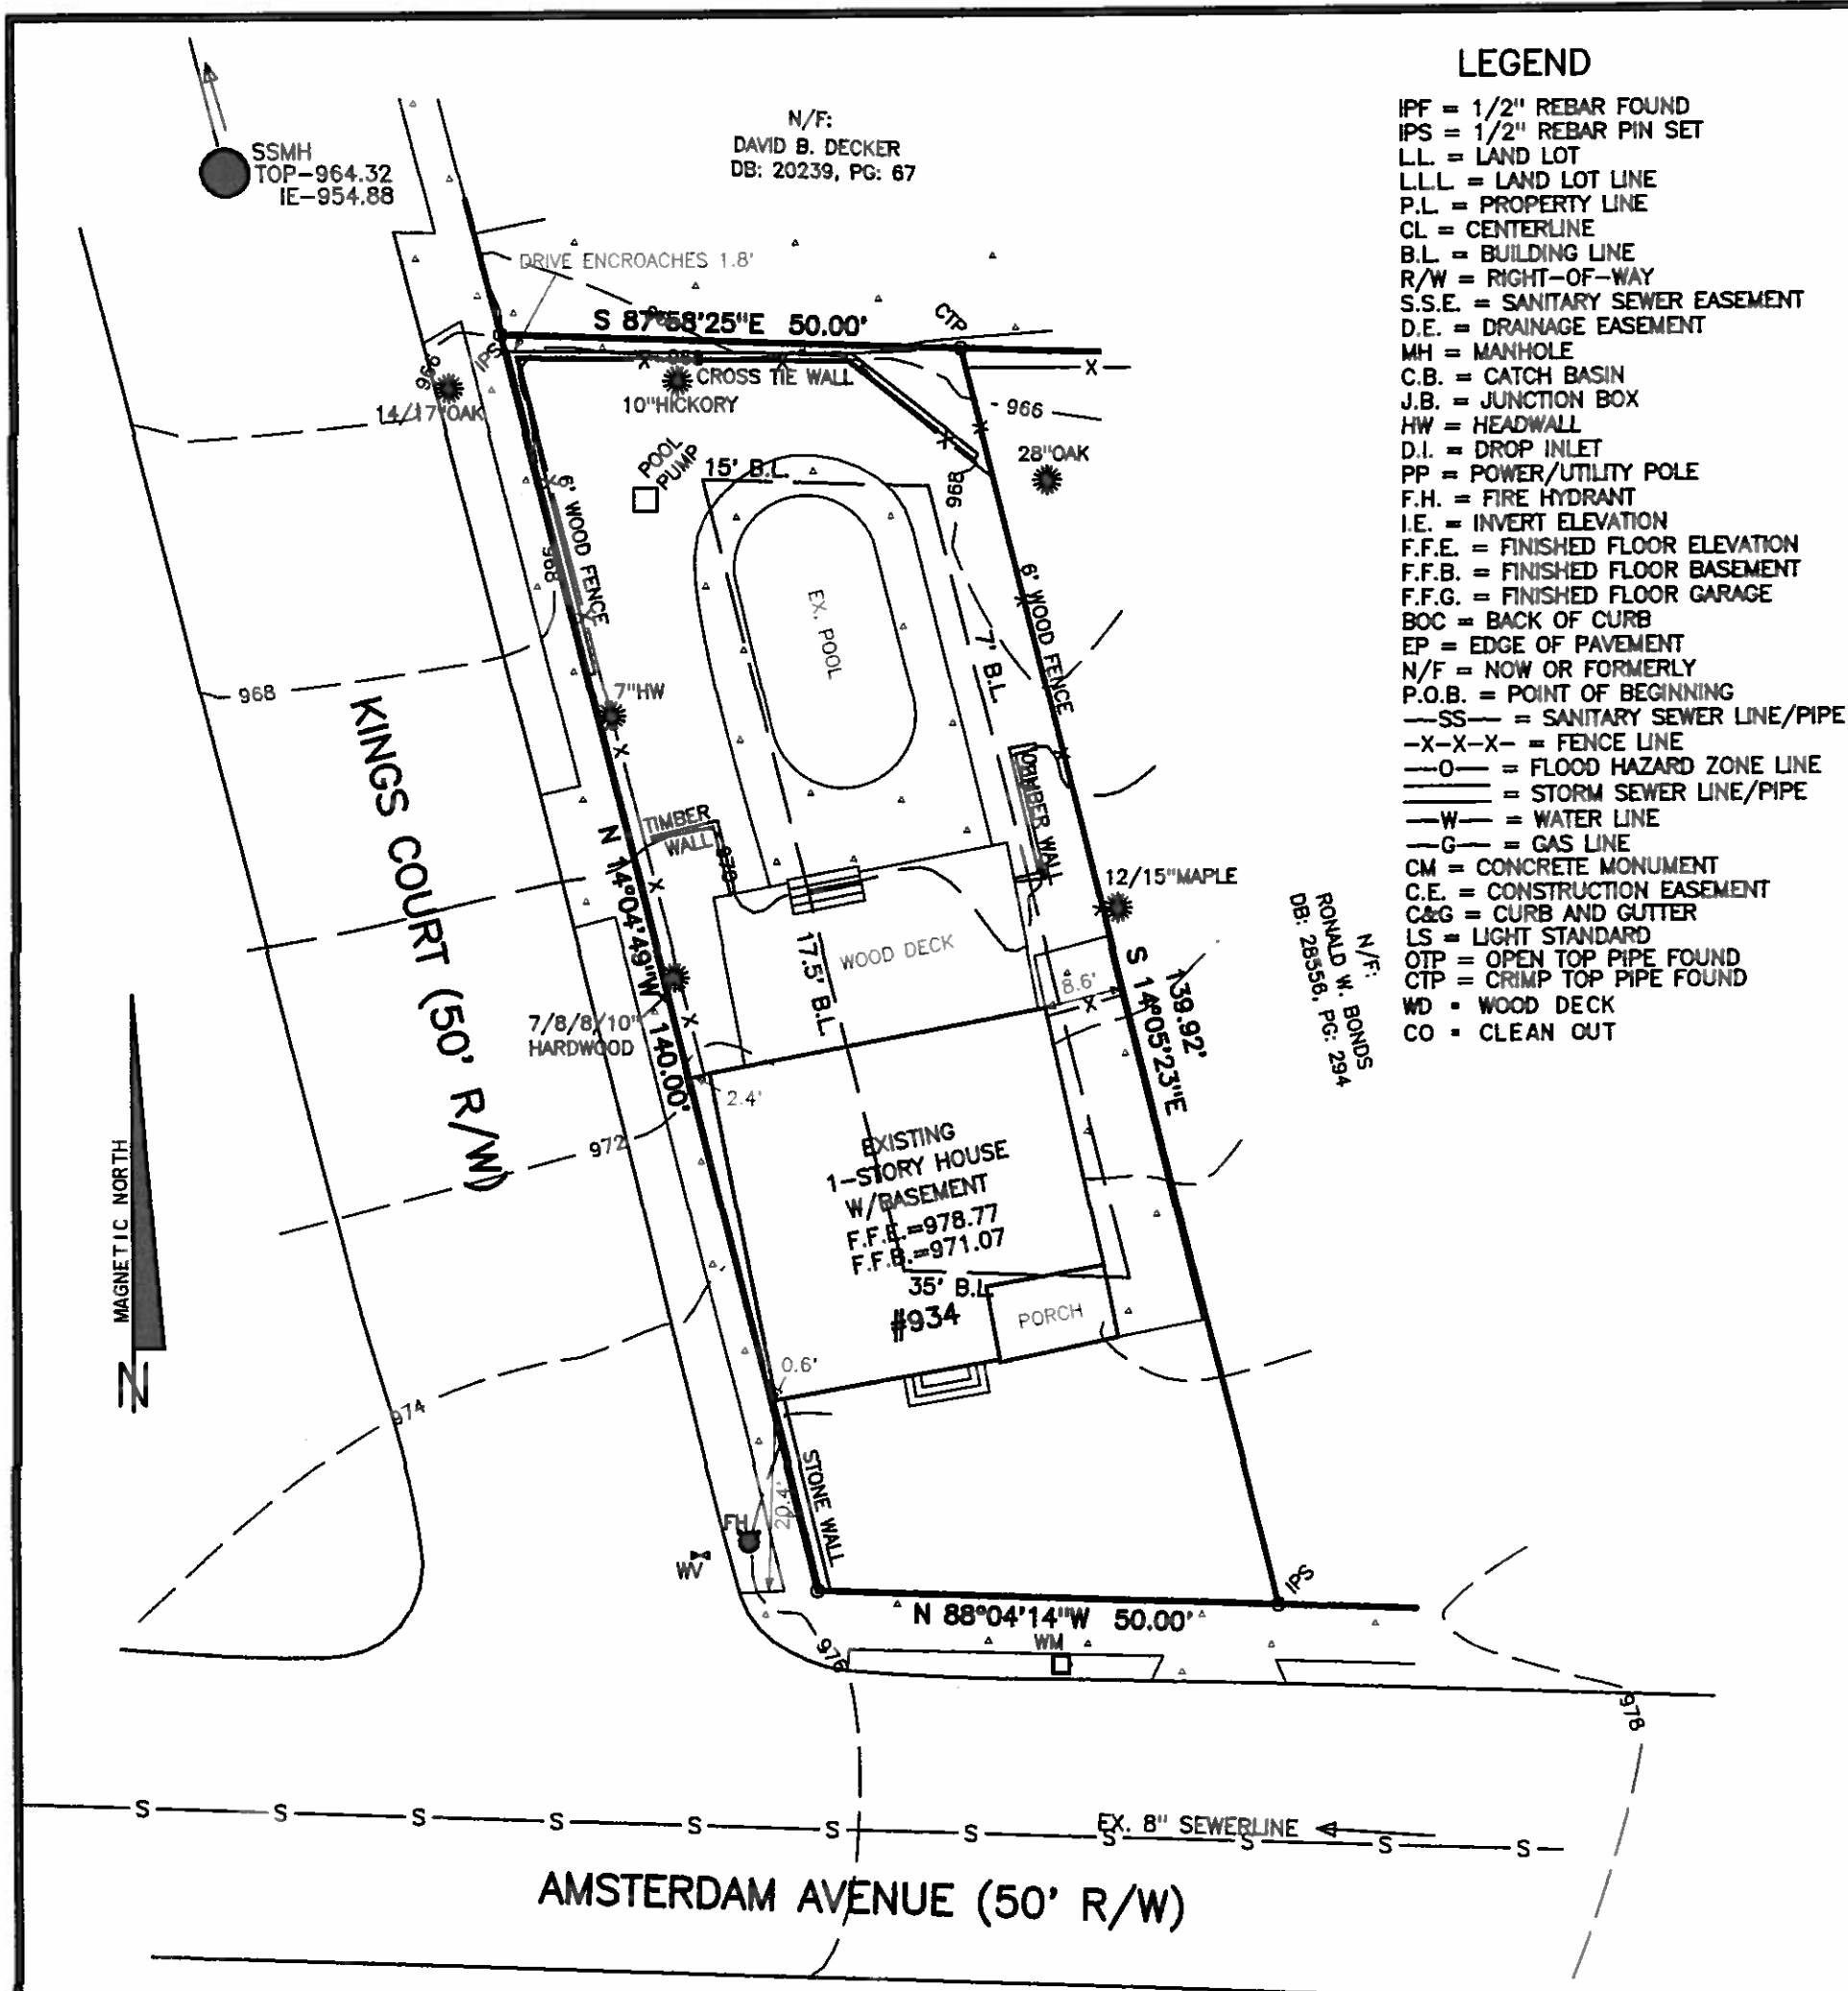 LEGEND
IPF = 1/2" REBAR FOUND
IPS = 1/2" REBAR PIN SET
L.L. = LAND LOT
L.L.L. = LAND LOT LINE
P.L. = PROPERTY LINE
CL = CENTERLINE
B.L. = BUILDING LINE
R/W = RIGHT-OF-WAY
S.S.E. = SANITARY SEWER EASEMENT
D.E. = DRAINAGE EASEMENT
MH = MANHOLE
C.B. = CATCH BASIN
J.B. = JUNCTION BOX
HW = HEADWALL
D.I. = DROP INLET
PP = POWER/UTILITY POLE
F.H. = FIRE HYDRANT
I.E. = INVERT ELEVATION
F.F.E. = FINISHED FLOOR ELEVATION
F.F.B. = FINISHED FLOOR BASEMENT
F.F.G. = FINISHED FLOOR GARAGE
BOC = BACK OF CURB
EP = EDGE OF PAVEMENT
N/F = NOW OR FORMERLY
P.O.B. = POINT OF BEGINNING
—SS— = SANITARY SEWER LINE/PIPE
-X-X-X- = FENCE LINE
—O— = FLOOD HAZARD ZONE LINE
= STORM SEWER LINE/PIPE
—W— = WATER LINE
—G— = GAS LINE
CM = CONCRETE MONUMENT
C.E. = CONSTRUCTION EASEMENT
C&G = CURB AND GUTTER
LS = LIGHT STANDARD
OTP = OPEN TOP PIPE FOUND
CTP = CRIMP TOP PIPE FOUND
WD = WOOD DECK
CO = CLEAN OUT
SSMH
TOP-964.32
IE-954.88
N/F:
DAVID B. DECKER
DB: 20239, PG: 67
DRIVE ENCROACHES 1.8'
S 87°58'25"E 50.00'
CTP
IPS
966
X
X
X
CROSS TIE WALL
14/17"OAK
10"HICKORY
966
X
X
28"OAK
POOL
PUMP
15' B.L.
968
X
6' WOOD FENCE
968
X
EX. POOL
6' WOOD FENCE
X
7' B.L.
968
7"HW
X
X
KINGS COURT (50' R/W)
TIMBER
WALL
970
TIMBER WALL
X
12/15"MAPLE
X
N 14°04'49"W 140.00'
17.5' B.L.
WOOD DECK
8.6'
X
S 14°05'23"E
139.92'
N/F:
RONALD W. BONDS
DB: 28556, PG: 294
7/8/8/10"
HARDWOOD
X
2.4'
972
MAGNETIC NORTH
N
EXISTING
1-STORY HOUSE
W/BASEMENT
F.F.E.=978.77
F.F.B.=971.07
35' B.L.
#934
PORCH
0.6'
974
STONE WALL
20.4'
FH
WV
IPS
N 88°04'14"W 50.00'
WM
976
978
S S S S S S S S S S S
EX. 8" SEWERLINE
AMSTERDAM AVENUE (50' R/W)